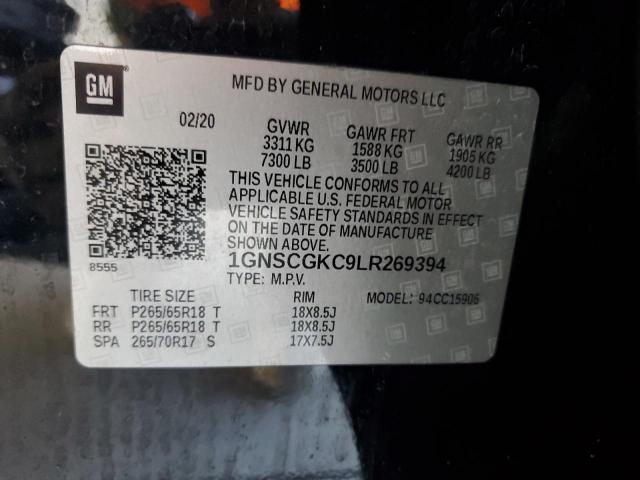 GM
MFD BY GENERAL MOTORS LLC
02/20
GVWR GAWR FRT GAWR RR
3311 KG 1588 KG 1905 KG
7300 LB 3500 LB 4200 LB
THIS VEHICLE CONFORMS TO ALL
APPLICABLE U.S. FEDERAL MOTOR
VEHICLE SAFETY STANDARDS IN EFFECT
ON THE DATE OF MANUFACTURE
SHOWN ABOVE.
8555
1GNSCGKC9LR269394
TYPE: M.P.V.
MODEL: 94CC15906
TIRE SIZE RIM
FRT P265/65R18 T 18X8.5J
RR P265/65R18 T 18X8.5J
SPA 265/70R17 S 17X7.5J